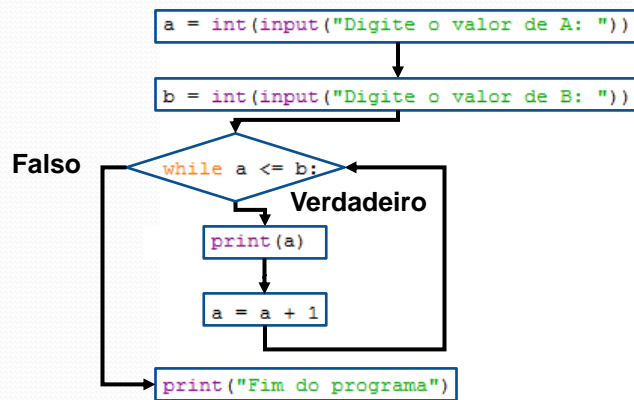 a = int(input("Digite o valor de A: "))
b = int(input("Digite o valor de B: "))
Falso
while a <= b:
Verdadeiro
print(a)
a = a + 1
print("Fim do programa")